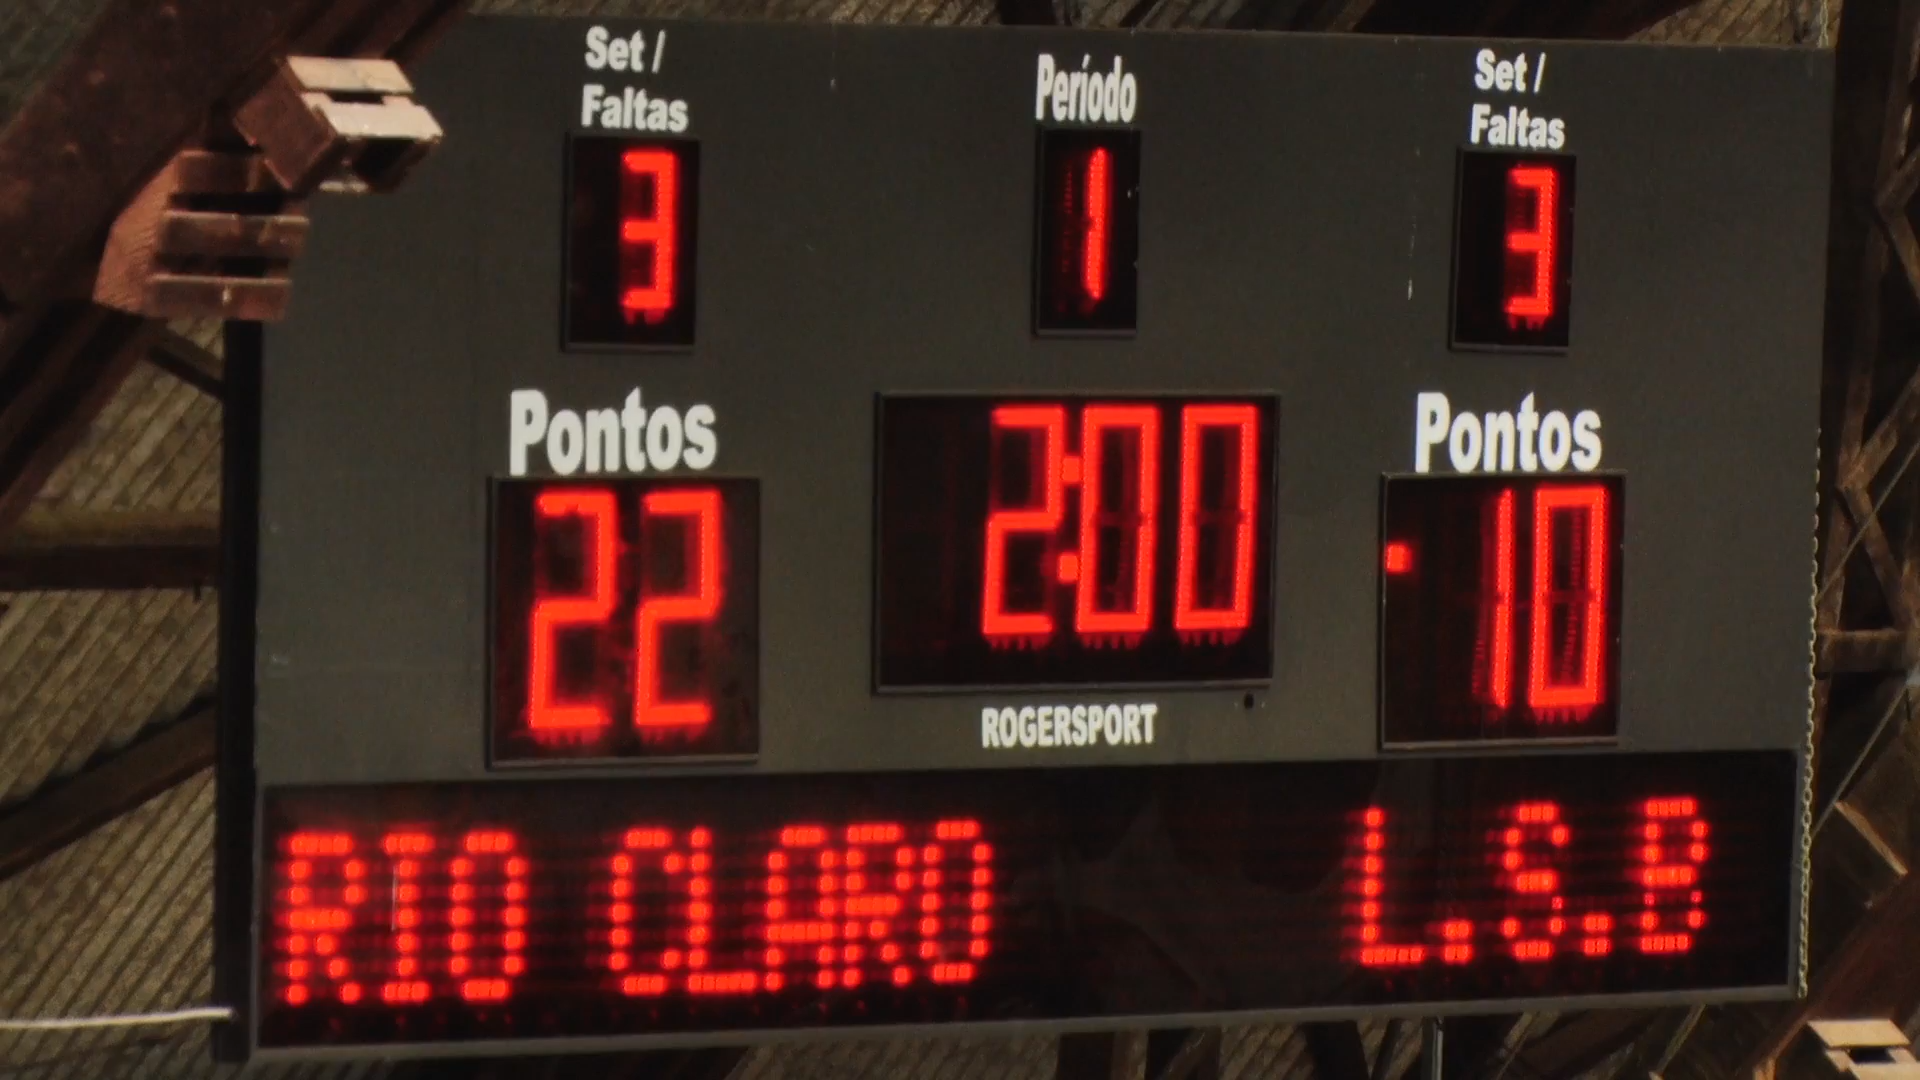 Set /
Faltas
3
Período
1
Set /
Faltas
3
Pontos
22
2:00
Pontos
10
ROGERSPORT
RIO CLARO
L.S.B